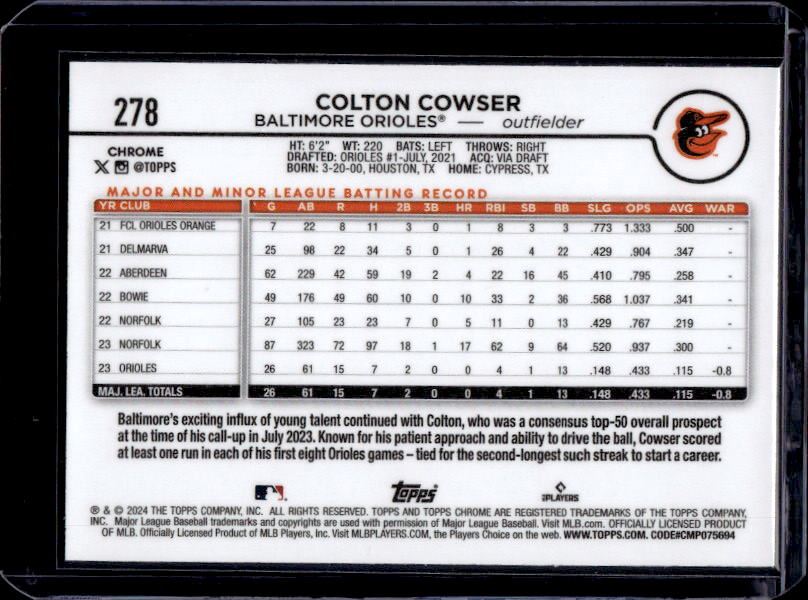 278
COLTON COWSER
BALTIMORE ORIOLES® — outfielder
CHROME
@TOPPS
HT: 6'2" WT: 220 BATS: LEFT THROWS: RIGHT
DRAFTED: ORIOLES #1-JULY, 2021 ACQ: VIA DRAFT
BORN: 3-20-00, HOUSTON, TX HOME: CYPRESS, TX
MAJOR AND MINOR LEAGUE BATTING RECORD
YR CLUB G AB R H 2B 3B HR RBI SB BB SLG OPS AVG WAR
21 FCL ORIOLES ORANGE 7 22 8 11 3 0 1 8 3 3 .773 1.333 .500 -
21 DELMARVA 25 98 22 34 5 0 1 26 4 22 .429 .904 .347 -
22 ABERDEEN 62 229 42 59 19 2 4 22 16 45 .410 .795 .258 -
22 BOWIE 49 176 49 60 10 0 10 33 2 36 .568 1.037 .341 -
22 NORFOLK 27 105 23 23 7 0 5 11 0 13 .429 .767 .219 -
23 NORFOLK 87 323 72 97 18 1 17 62 9 64 .520 .937 .300 -
23 ORIOLES 26 61 15 7 2 0 0 4 1 13 .148 .433 .115 -0.8
MAJ. LEA. TOTALS 26 61 15 7 2 0 0 4 1 13 .148 .433 .115 -0.8
Baltimore's exciting influx of young talent continued with Colton, who was a consensus top-50 overall prospect
at the time of his call-up in July 2023. Known for his patient approach and ability to drive the ball, Cowser scored
at least one run in each of his first eight Orioles games – tied for the second-longest such streak to start a career.
Topps
PLAYERS
® & © 2024 THE TOPPS COMPANY, INC. ALL RIGHTS RESERVED. TOPPS AND TOPPS CHROME ARE REGISTERED TRADEMARKS OF THE TOPPS COMPANY,
INC. Major League Baseball trademarks and copyrights are used with permission of Major League Baseball. Visit MLB.com. OFFICIALLY LICENSED PRODUCT
OF MLB. Officially Licensed Product of MLB Players, Inc. Visit MLBPLAYERS.COM, the Players Choice on the web. WWW.TOPPS.COM. CODE#CMP075694